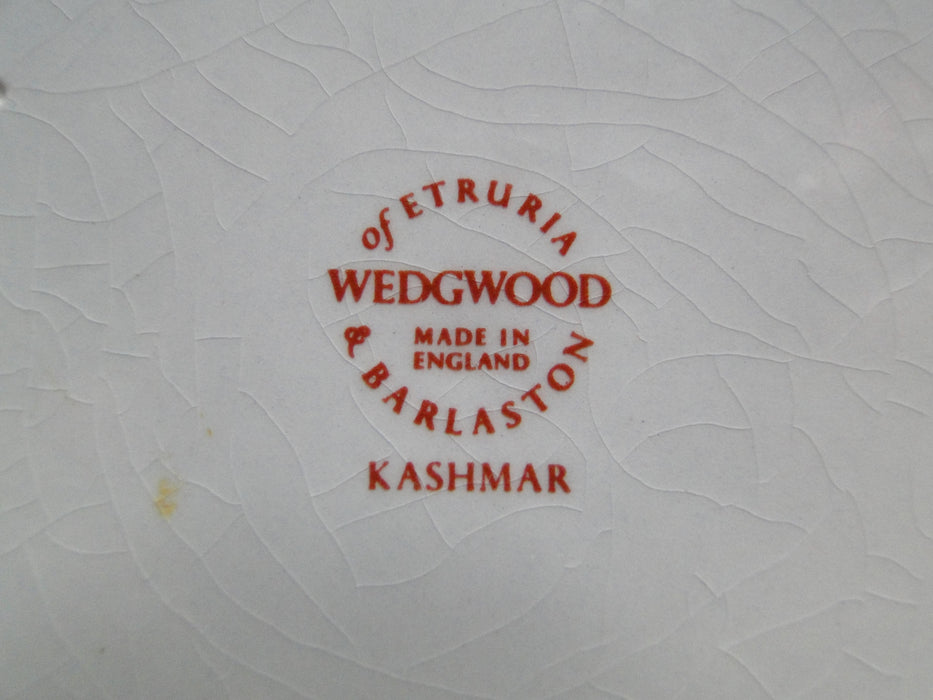 of ETRURIA
WEDGWOOD
MADE IN
ENGLAND
& BARLASTON
KASHMAR